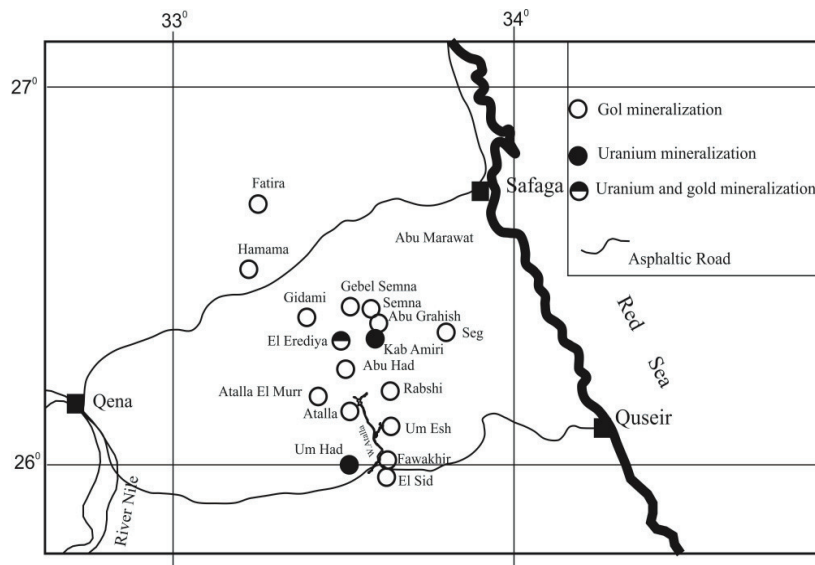 33⁰
34⁰
27⁰
Gol mineralization
Uranium mineralization
Uranium and gold mineralization
Asphaltic Road
Safaga
Fatira
Abu Marawat
Hamama
Gebel Semna
Semna
Gidami
Abu Grahish
Seg
El Erediya
Kab Amiri
Abu Had
Red
Sea
Atalla El Murr
Rabshi
Qena
Atalla
Um Esh
Quseir
W.Atalla
Um Had
Fawakhir
26⁰
El Sid
River Nile